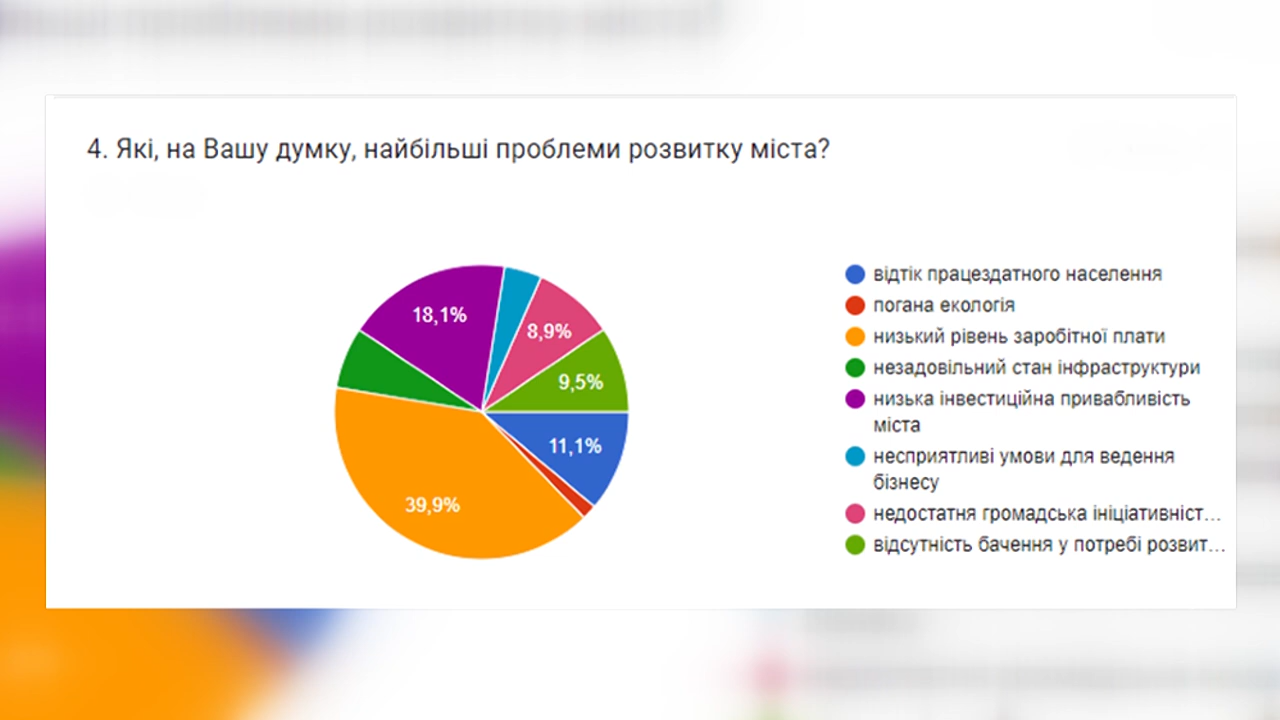 4. Які, на Вашу думку, найбільші проблеми розвитку міста?
18,1%
8,9%
9,5%
11,1%
39,9%
відтік працездатного населення
погана екологія
низький рівень заробітної плати
незадовільний стан інфраструктури
низька інвестиційна привабливість
міста
несприятливі умови для ведення
бізнесу
недостатня громадська ініціативніст...
відсутність бачення у потребі розвит...